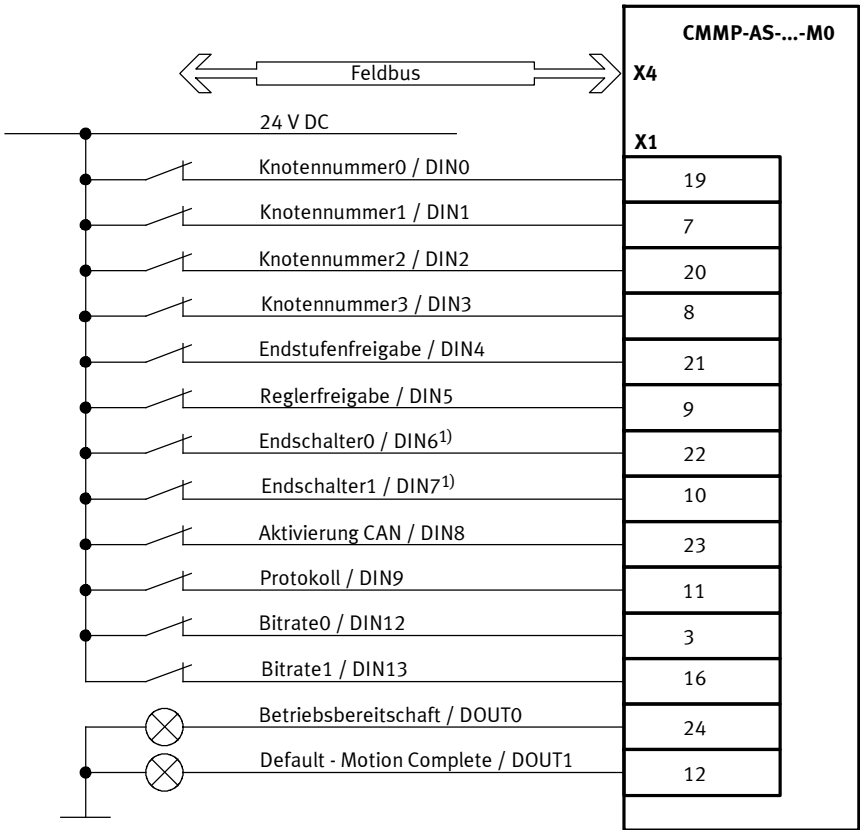 CMMP-AS-...-M0
Feldbus
X4
24 V DC
X1
Knotennummer0 / DIN0
19
Knotennummer1 / DIN1
7
Knotennummer2 / DIN2
20
Knotennummer3 / DIN3
8
Endstufenfreigabe / DIN4
21
Reglerfreigabe / DIN5
9
Endschalter0 / DIN6¹⁾
22
Endschalter1 / DIN7¹⁾
10
Aktivierung CAN / DIN8
23
Protokoll / DIN9
11
Bitrate0 / DIN12
3
Bitrate1 / DIN13
16
Betriebsbereitschaft / DOUT0
24
Default - Motion Complete / DOUT1
12